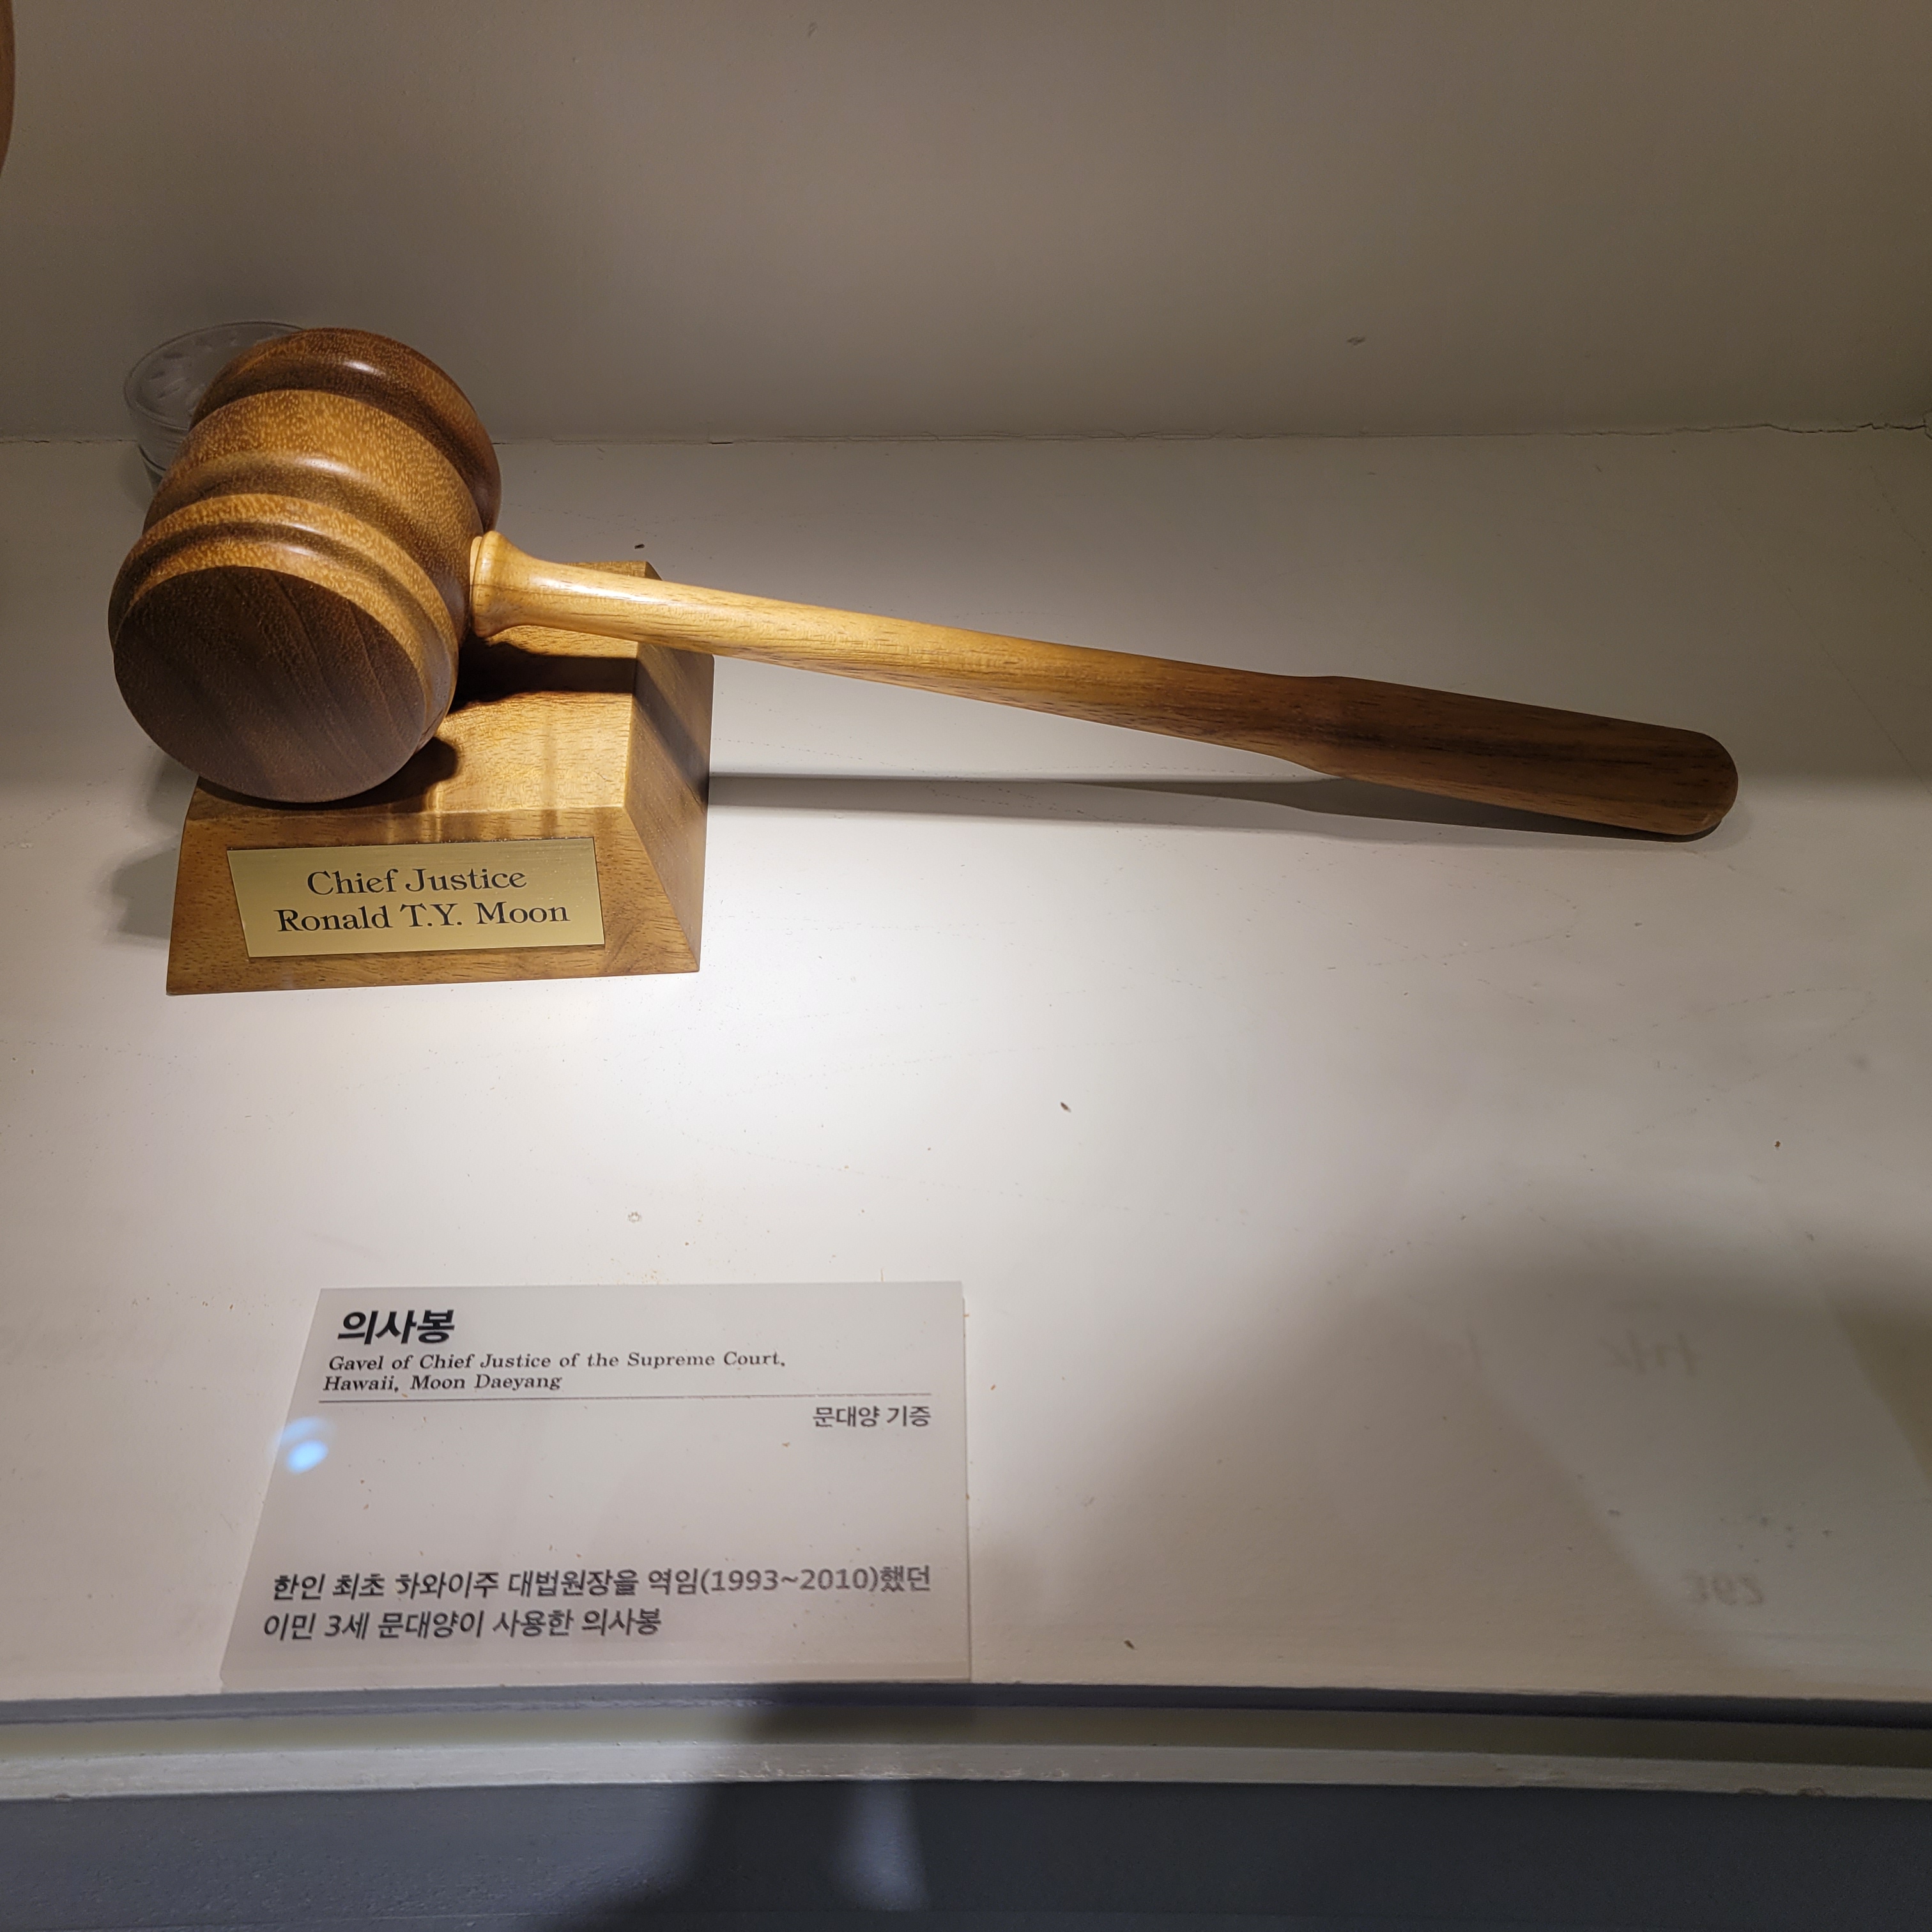 Chief Justice
Ronald T.Y. Moon
의사봉
Gavel of Chief Justice of the Supreme Court,
Hawaii, Moon Daeyang
문대양 기증
한인 최초 하와이주 대법원장을 역임(1993~2010)했던
이민 3세 문대양이 사용한 의사봉